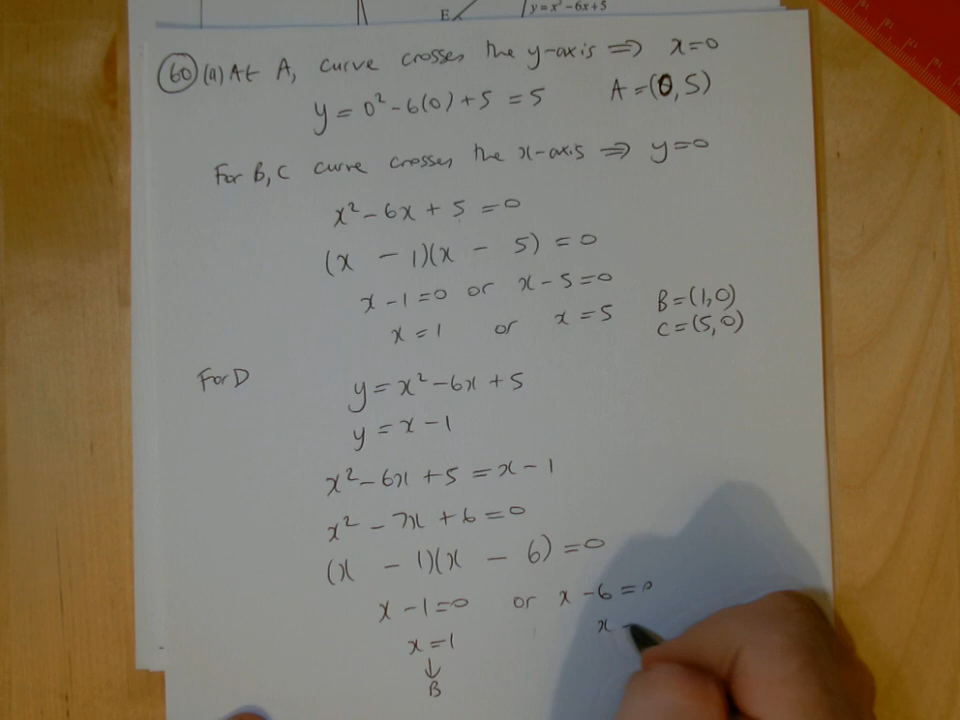 E y = x² - 6x + 5
60 (a) At A, curve crosses the y-axis ⇒ x = 0
y = 0² - 6(0) + 5 = 5 A = (0, 5)
For B, C curve crosses the x-axis ⇒ y = 0
x² - 6x + 5 = 0
(x - 1)(x - 5) = 0
x - 1 = 0 or x - 5 = 0
x = 1 or x = 5 B = (1, 0)
C = (5, 0)
For D y = x² - 6x + 5
y = x - 1
x² - 6x + 5 = x - 1
x² - 7x + 6 = 0
(x - 1)(x - 6) = 0
x - 1 = 0 or x - 6 = 0
x = 1 x -
↓
B